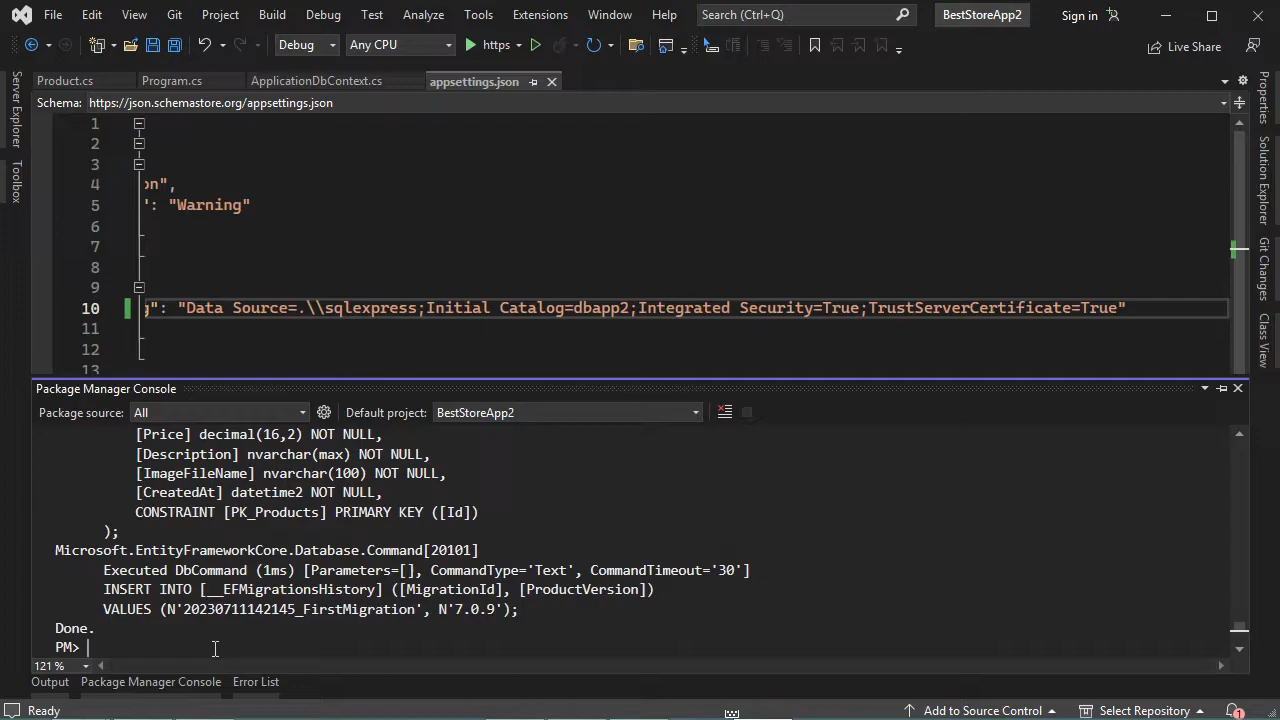 File Edit View Git Project Build Debug Test Analyze Tools Extensions Window Help Search (Ctrl+Q) BestStoreApp2 Sign in
Debug Any CPU https Live Share
Product.cs Program.cs ApplicationDbContext.cs appsettings.json
Schema: https://json.schemastore.org/appsettings.json
1
2
3
4 on",
5 ": "Warning"
6
7
8
9
10 g": "Data Source=.\\sqlexpress;Initial Catalog=dbapp2;Integrated Security=True;TrustServerCertificate=True"
11
12
13
Server Explorer
Toolbox
Properties
Solution Explorer
Git Changes
Class View
Package Manager Console
Package source: All Default project: BestStoreApp2
[Price] decimal(16,2) NOT NULL,
[Description] nvarchar(max) NOT NULL,
[ImageFileName] nvarchar(100) NOT NULL,
[CreatedAt] datetime2 NOT NULL,
CONSTRAINT [PK_Products] PRIMARY KEY ([Id])
);
Microsoft.EntityFrameworkCore.Database.Command[20101]
Executed DbCommand (1ms) [Parameters=[], CommandType='Text', CommandTimeout='30']
INSERT INTO [__EFMigrationsHistory] ([MigrationId], [ProductVersion])
VALUES (N'20230711142145_FirstMigration', N'7.0.9');
Done.
PM>
121 %
Output Package Manager Console Error List
Ready Add to Source Control Select Repository 1